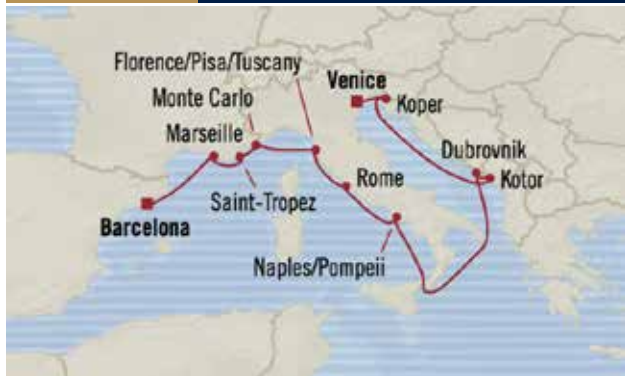 Florence/Pisa/Tuscany
Venice
Monte Carlo
Koper
Marseille
Dubrovnik
Rome
Kotor
Saint-Tropez
Barcelona
Naples/Pompeii